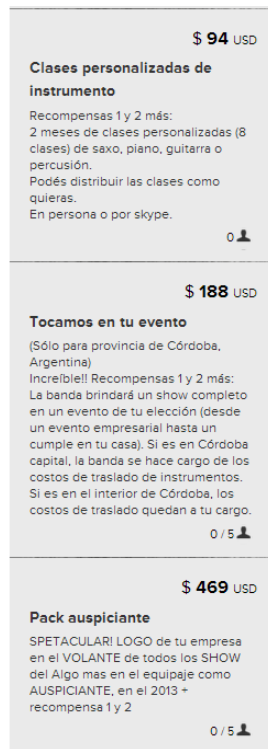 $ 94 USD
Clases personalizadas de
instrumento
Recompensas 1 y 2 más:
2 meses de clases personalizadas (8
clases) de saxo, piano, guitarra o
percusión.
Podés distribuir las clases como
quieras.
En persona o por skype.
0
$ 188 USD
Tocamos en tu evento
(Sólo para provincia de Córdoba,
Argentina)
Increíble!! Recompensas 1 y 2 más:
La banda brindará un show completo
en un evento de tu elección (desde
un evento empresarial hasta un
cumple en tu casa). Si es en Córdoba
capital, la banda se hace cargo de los
costos de traslado de instrumentos.
Si es en el interior de Córdoba, los
costos de traslado quedan a tu cargo.
0 / 5
$ 469 USD
Pack auspiciante
SPETACULAR! LOGO de tu empresa
en el VOLANTE de todos los SHOW
del Algo mas en el equipaje como
AUSPICIANTE, en el 2013 +
recompensa 1 y 2
0 / 5